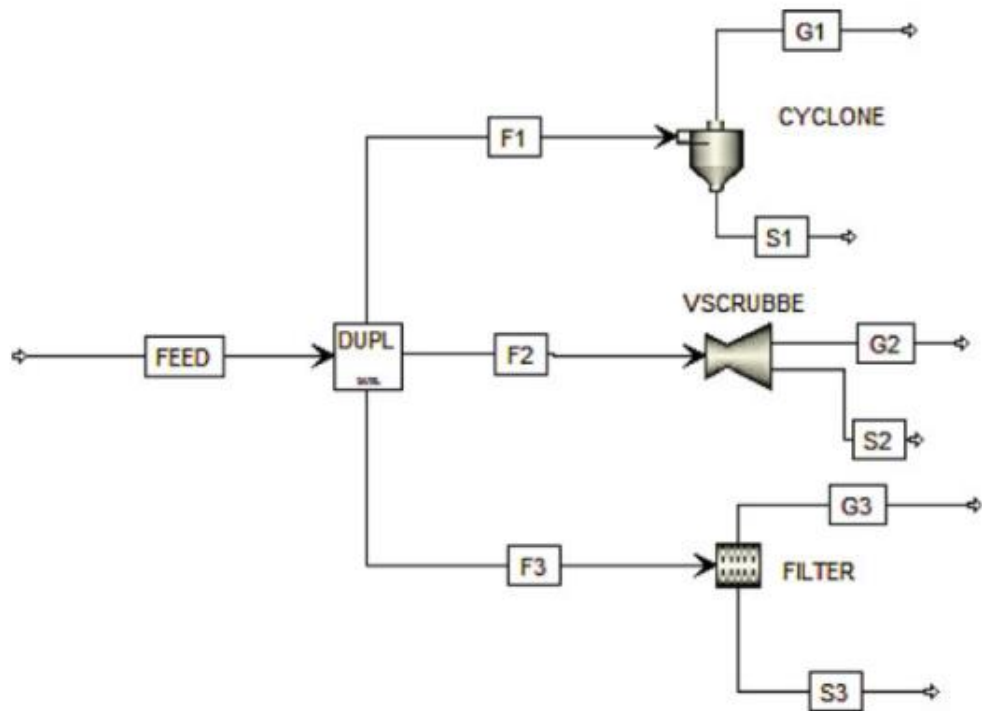 G1
CYCLONE
F1
S1
VSCRUBBE
DUPL
FEED
F2
G2
S2
G3
F3
FILTER
S3